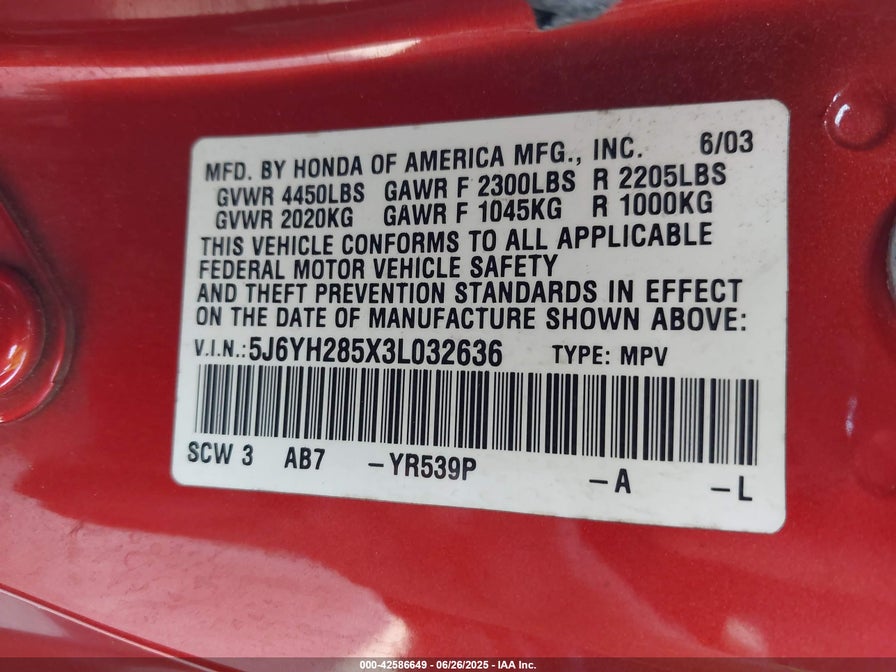 MFD. BY HONDA OF AMERICA MFG., INC. 6/03
GVWR 4450LBS GAWR F 2300LBS R 2205LBS
GVWR 2020KG GAWR F 1045KG R 1000KG
THIS VEHICLE CONFORMS TO ALL APPLICABLE
FEDERAL MOTOR VEHICLE SAFETY
AND THEFT PREVENTION STANDARDS IN EFFECT
ON THE DATE OF MANUFACTURE SHOWN ABOVE:
V.I.N.:5J6YH285X3L032636 TYPE: MPV
SCW 3 AB7 -YR539P -A -L
000-42586649 - 06/26/2025 - IAA Inc.